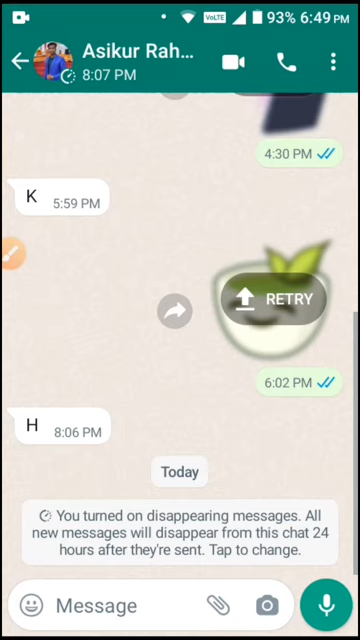 VoLTE 93% 6:49 PM
Asikur Rah...
8:07 PM
4:30 PM
K 5:59 PM
RETRY
6:02 PM
H 8:06 PM
Today
You turned on disappearing messages. All
new messages will disappear from this chat 24
hours after they're sent. Tap to change.
Message